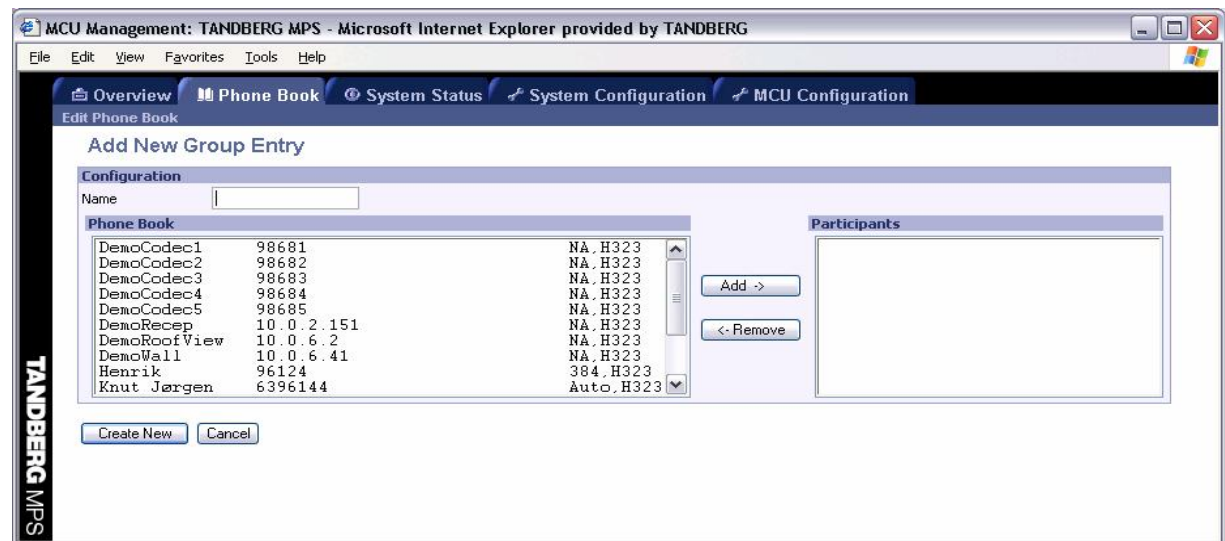 MCU Management: TANDBERG MPS - Microsoft Internet Explorer provided by TANDBERG
File Edit View Favorites Tools Help
Overview Phone Book System Status System Configuration MCU Configuration
Edit Phone Book
Add New Group Entry
Configuration
Name
Phone Book Participants
DemoCodec1 98681 NA,H323
DemoCodec2 98682 NA,H323
DemoCodec3 98683 NA,H323
DemoCodec4 98684 NA,H323
DemoCodec5 98685 NA,H323
DemoRecep 10.0.2.151 NA,H323
DemoRoofView 10.0.6.2 NA,H323
DemoWall 10.0.6.41 NA,H323
Henrik 96124 384,H323
Knut Jørgen 6396144 Auto,H323
Add ->
<- Remove
Create New Cancel
TANDBERG MPS